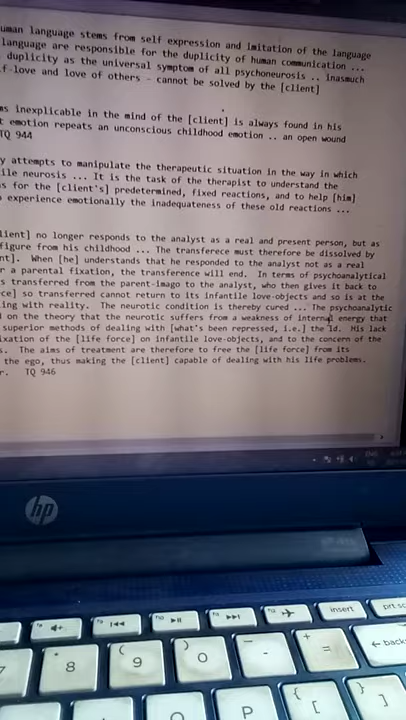 uman language stems from self expression and imitation of the language
language are responsible for the duplicity of human communication ...
duplicity as the universal symptom of all psychoneurosis .. inasmuch
f-love and love of others - cannot be solved by the [client]
ms inexplicable in the mind of the [client] is always found in his
t emotion repeats an unconscious childhood emotion .. an open wound
TQ 944
y attempts to manipulate the therapeutic situation in the way in which
ile neurosis ... It is the task of the therapist to understand the
s for the [client's] predetermined, fixed reactions, and to help [him]
experience emotionally the inadequateness of these old reactions ...
lient] no longer responds to the analyst as a real and present person, but as
figure from his childhood ... The transferece must therefore be dissolved by
nt]. When [he] understands that he responded to the analyst not as a real
r a parental fixation, the transference will end. In terms of psychoanalytical
s transferred from the parent-imago to the analyst, who then gives it back to
ce] so transferred cannot return to its infantile love-objects and so is at the
ing with reality. The neurotic condition is thereby cured ... The psychoanalytic
d on the theory that the neurotic suffers from a weakness of internal energy that
superior methods of dealing with [what's been repressed, i.e.] the id. His lack
ixation of the [life force] on infantile love-objects, and to the concern of the
s. The aims of treatment are therefore to free the [life force] from its
the ego, thus making the [client] capable of dealing with his life problems.
r. TQ 946
ENG
hp
insert
prt sc
7
* 8
( 9
) 0
- -
+ =
back
O
P
{ [
} ]